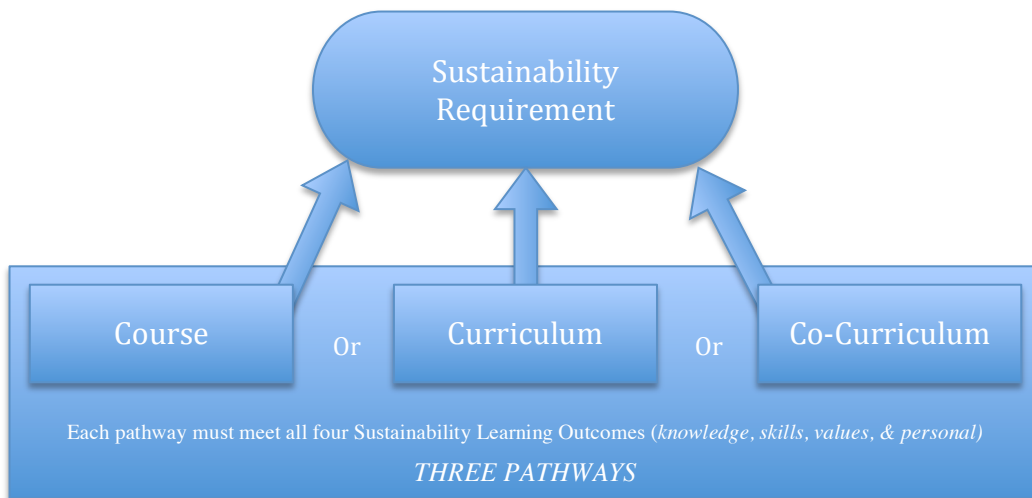 Sustainability
Requirement
Course
Or
Curriculum
Or
Co-Curriculum
Each pathway must meet all four Sustainability Learning Outcomes (knowledge, skills, values, & personal)
THREE PATHWAYS